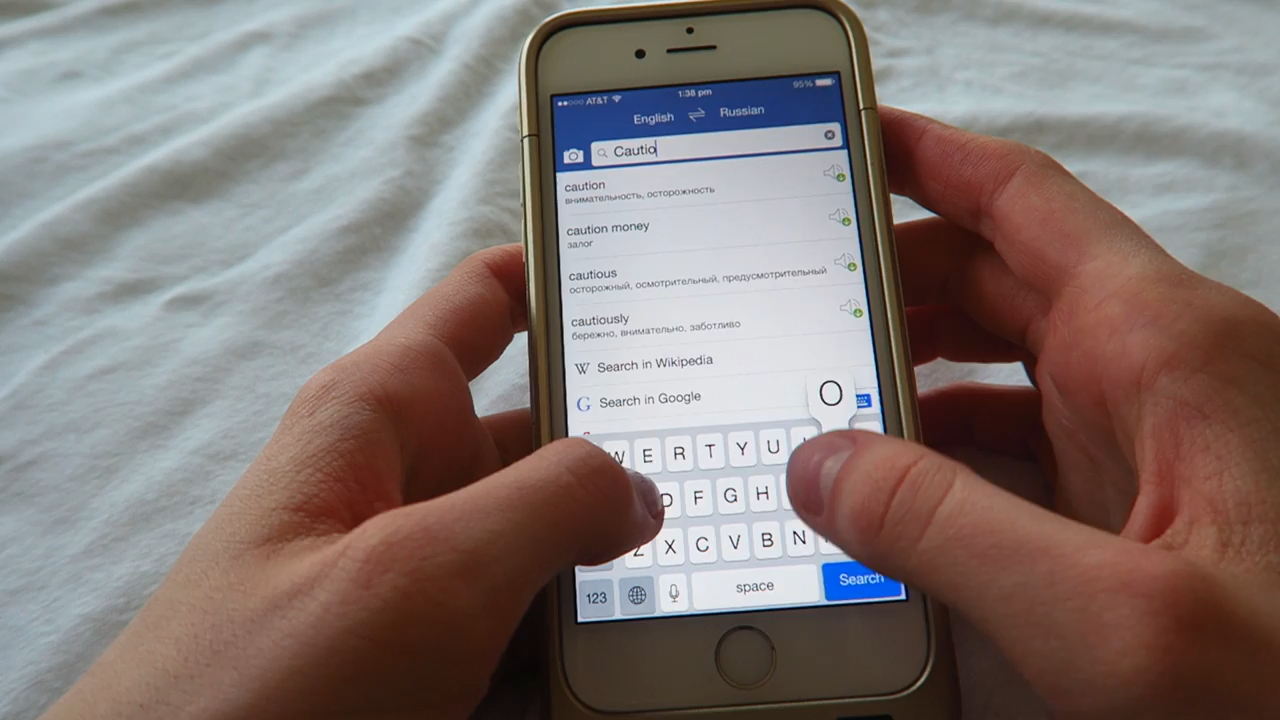 AT&T 1:38 pm 95%
English Russian
Cautio
caution
внимательность, осторожность
caution money
залог
cautious
осторожный, осмотрительный, предусмотрительный
cautiously
бережно, внимательно, заботливо
W Search in Wikipedia
G Search in Google
O
W E R T Y U
D F G H
Z X C V B N
123 space Search